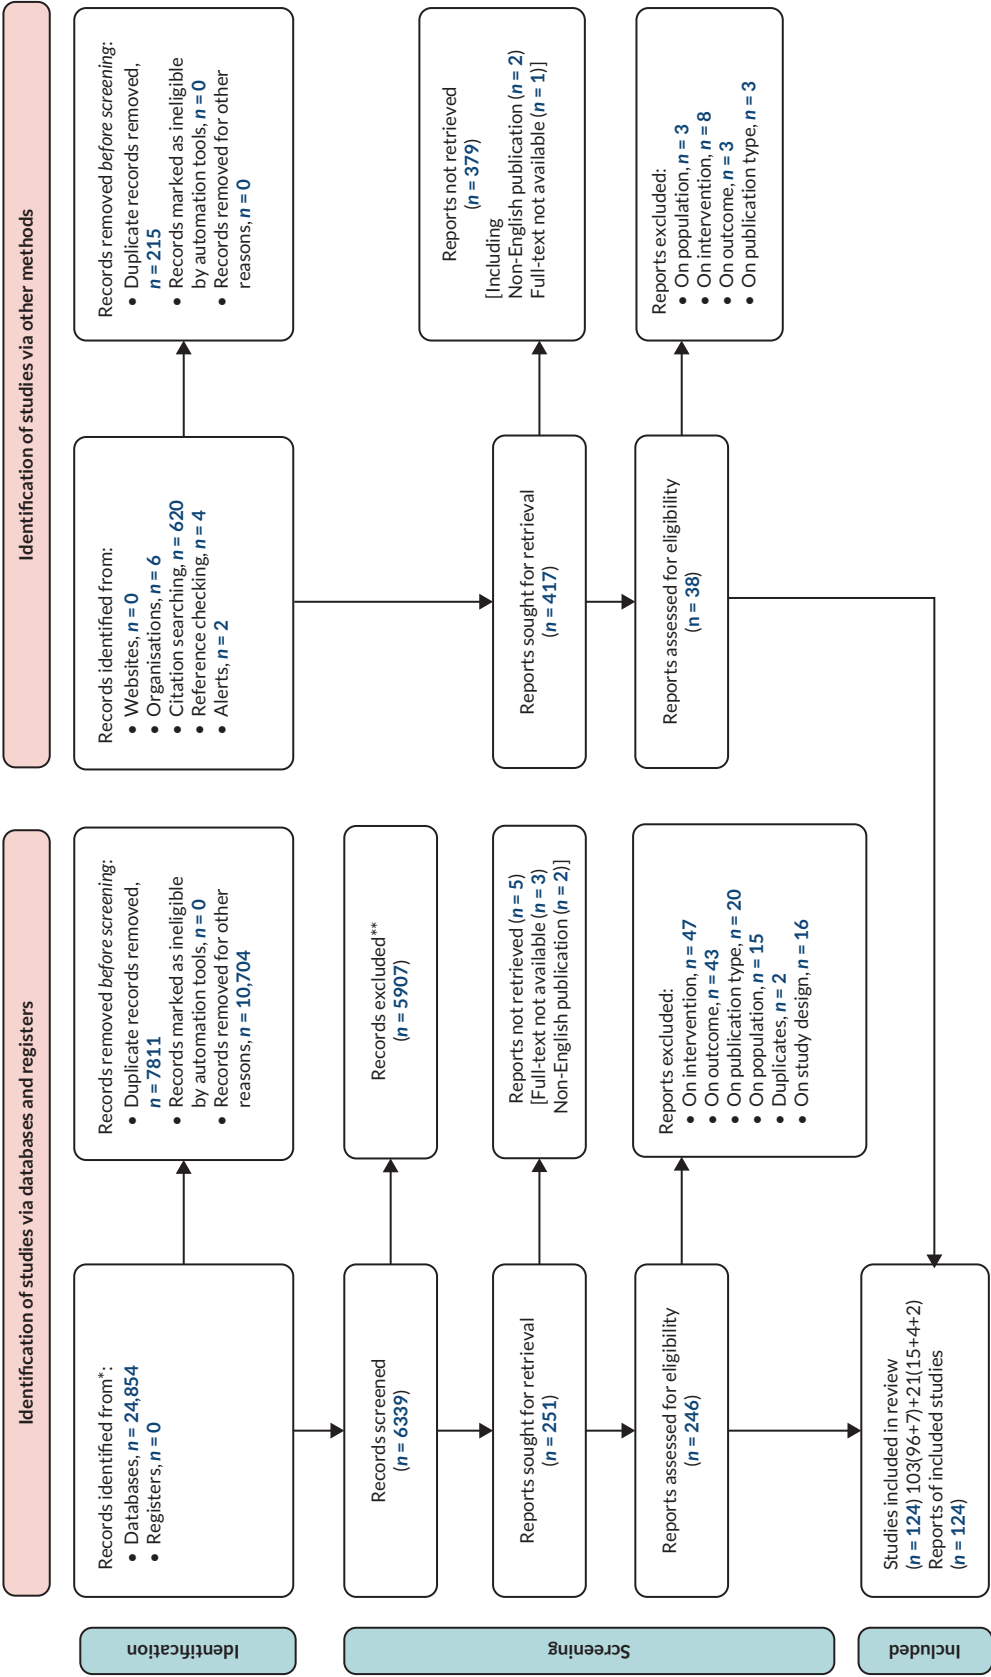 Identification of studies via databases and registers
Identification of studies via other methods
Identification
Records identified from*:
• Databases, n = 24,854
• Registers, n = 0
Records removed before screening:
• Duplicate records removed,
n = 7811
• Records marked as ineligible
by automation tools, n = 0
• Records removed for other
reasons, n = 10,704
Records identified from:
• Websites, n = 0
• Organisations, n = 6
• Citation searching, n = 620
• Reference checking, n = 4
• Alerts, n = 2
Records removed before screening:
• Duplicate records removed,
n = 215
• Records marked as ineligible
by automation tools, n = 0
• Records removed for other
reasons, n = 0
Screening
Records screened
(n = 6339)
Records excluded**
(n = 5907)
Reports sought for retrieval
(n = 251)
Reports not retrieved (n = 5)
[Full-text not available (n = 3)
Non-English publication (n = 2)]
Reports sought for retrieval
(n = 417)
Reports not retrieved
(n = 379)
[Including
Non-English publication (n = 2)
Full-text not available (n = 1)]
Reports assessed for eligibility
(n = 246)
Reports excluded:
• On intervention, n = 47
• On outcome, n = 43
• On publication type, n = 20
• On population, n = 15
• Duplicates, n = 2
• On study design, n = 16
Reports assessed for eligibility
(n = 38)
Reports excluded:
• On population, n = 3
• On intervention, n = 8
• On outcome, n = 3
• On publication type, n = 3
Included
Studies included in review
(n = 124) 103(96+7)+21(15+4+2)
Reports of included studies
(n = 124)